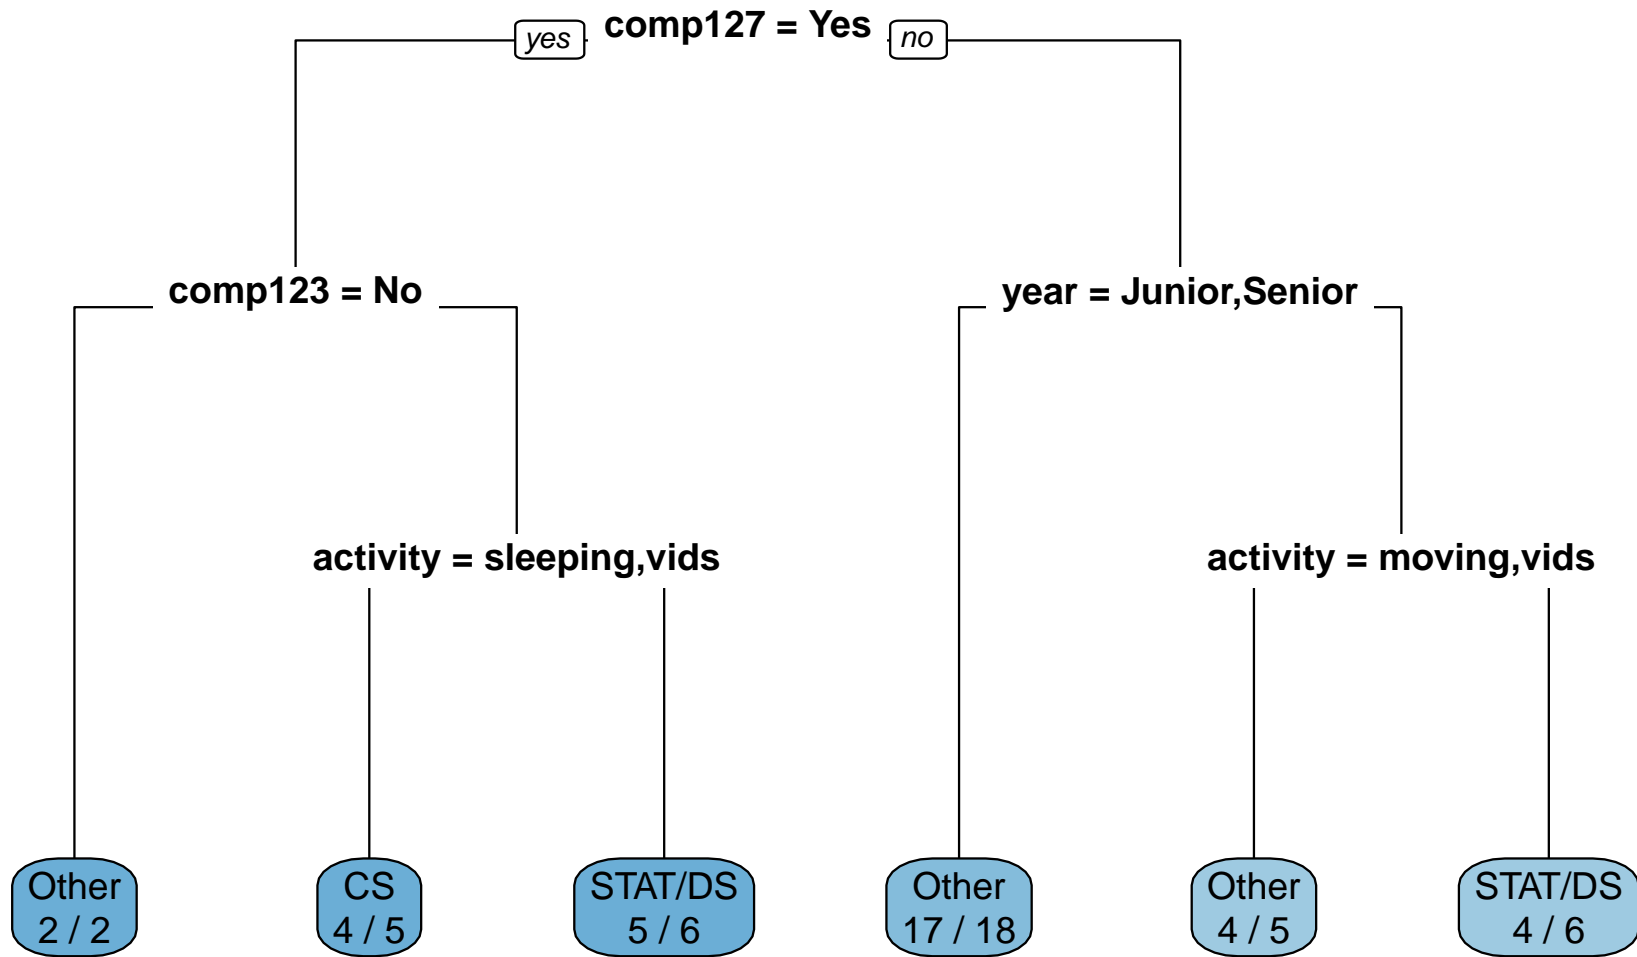 comp127 = Yes
yes
no
comp123 = No
year = Junior,Senior
activity = sleeping,vids
activity = moving,vids
Other
2 / 2
CS
4 / 5
STAT/DS
5 / 6
Other
17 / 18
Other
4 / 5
STAT/DS
4 / 6